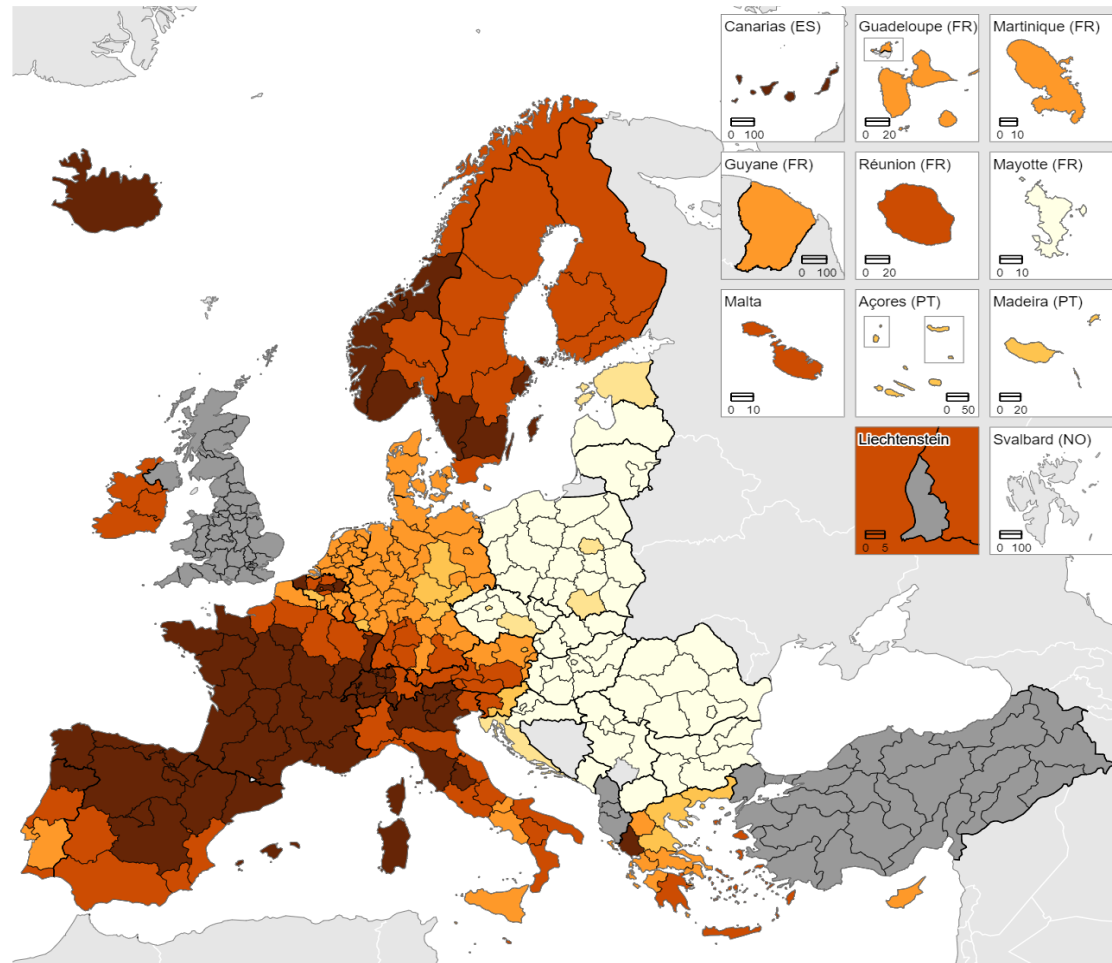 Canarias (ES)
0 100
Guadeloupe (FR)
0 20
Martinique (FR)
0 10
Guyane (FR)
0 100
Réunion (FR)
0 20
Mayotte (FR)
0 10
Malta
0 10
Açores (PT)
0 50
Madeira (PT)
0 20
Liechtenstein
0 5
Svalbard (NO)
0 100